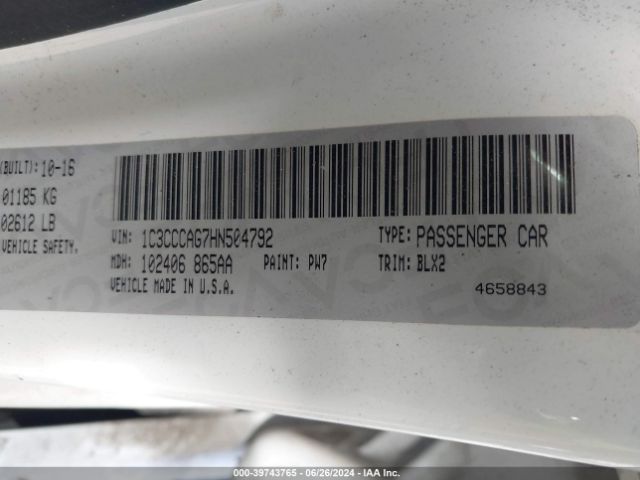 (BUILT): 10-16
01185 KG
02612 LB
VEHICLE SAFETY.
VIN: 1C3CCCAG7HN504792
TYPE: PASSENGER CAR
MDH: 102406 865AA
PAINT: PW7
TRIM: BLX2
VEHICLE MADE IN U.S.A.
4658843
000-39743765 - 06/26/2024 - IAA Inc.